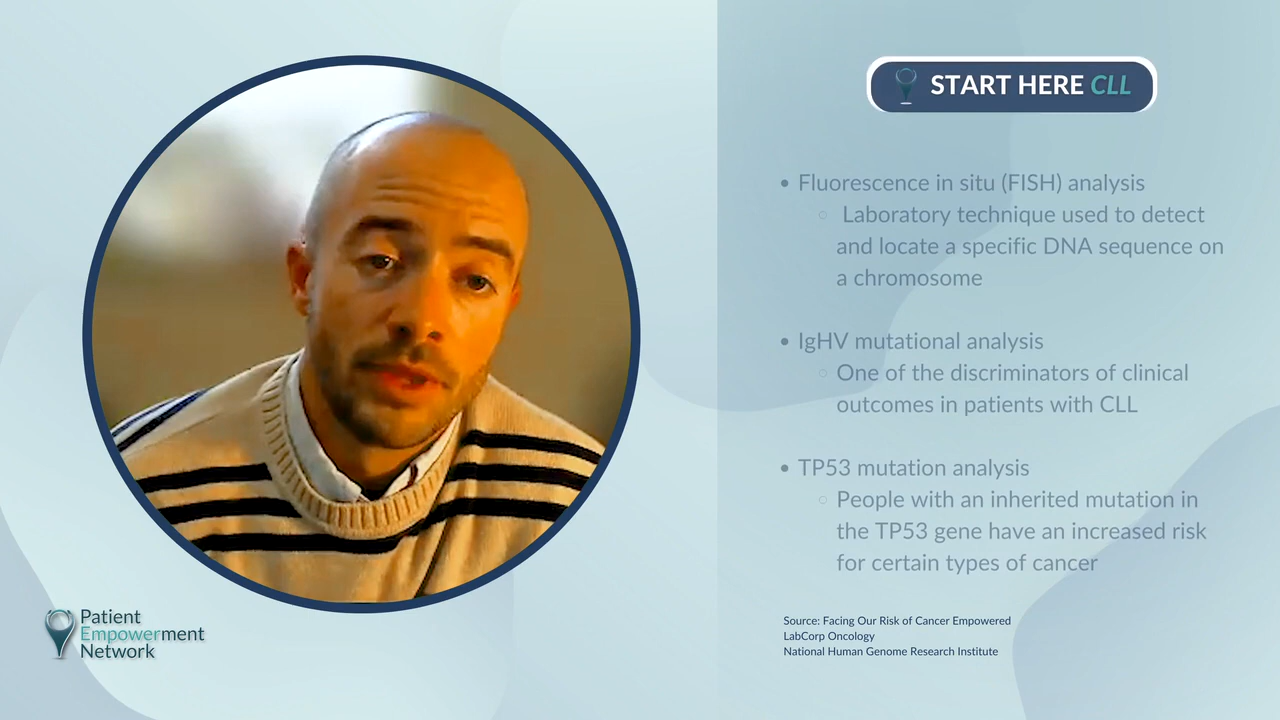 START HERE CLL
• Fluorescence in situ (FISH) analysis
○ Laboratory technique used to detect
and locate a specific DNA sequence on
a chromosome
• IgHV mutational analysis
○ One of the discriminators of clinical
outcomes in patients with CLL
• TP53 mutation analysis
○ People with an inherited mutation in
the TP53 gene have an increased risk
for certain types of cancer
Source: Facing Our Risk of Cancer Empowered
LabCorp Oncology
National Human Genome Research Institute
Patient
Empowerment
Network